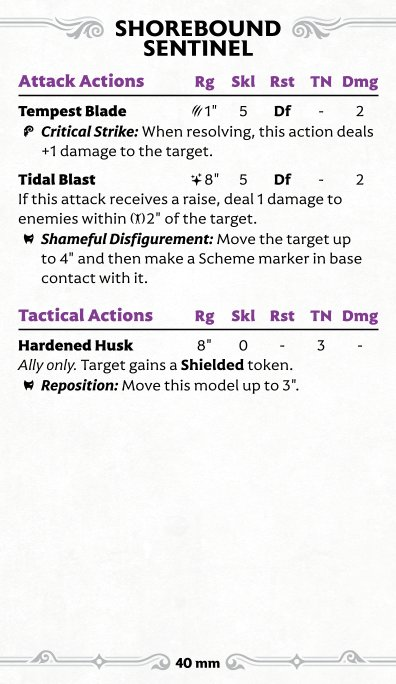 SHOREBOUND
SENTINEL
Attack Actions Rg Skl Rst TN Dmg
Tempest Blade 1" 5 Df - 2
Critical Strike: When resolving, this action deals
+1 damage to the target.
Tidal Blast 8" 5 Df - 2
If this attack receives a raise, deal 1 damage to
enemies within 2" of the target.
Shameful Disfigurement: Move the target up
to 4" and then make a Scheme marker in base
contact with it.
Tactical Actions Rg Skl Rst TN Dmg
Hardened Husk 8" 0 - 3 -
Ally only. Target gains a Shielded token.
Reposition: Move this model up to 3".
40 mm